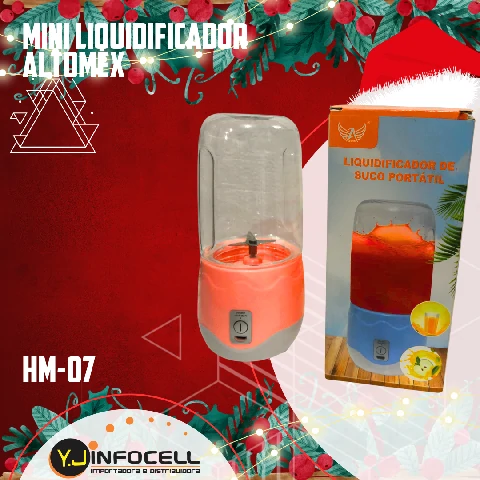 MINI LIQUIDIFICADOR
ALTOMEX
LIQUIDIFICADOR DE
SUCO PORTÁTIL
HM-07
Y.J INFOCELL
importadora e distribuidora